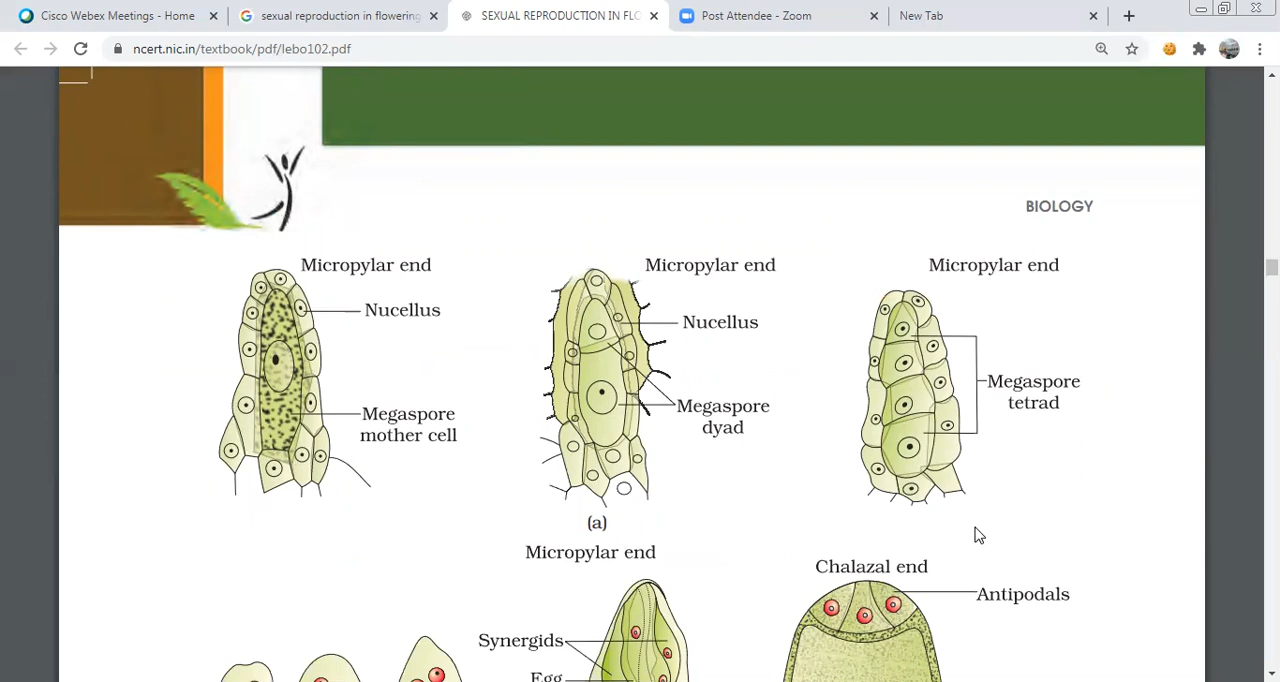 Cisco Webex Meetings - Home
sexual reproduction in flowering
SEXUAL REPRODUCTION IN FLO
Post Attendee - Zoom
New Tab
ncert.nic.in/textbook/pdf/lebo102.pdf
BIOLOGY
Micropylar end
Micropylar end
Micropylar end
Nucellus
Nucellus
Megaspore
tetrad
Megaspore
mother cell
Megaspore
dyad
(a)
Micropylar end
Chalazal end
Antipodals
Synergids
Egg